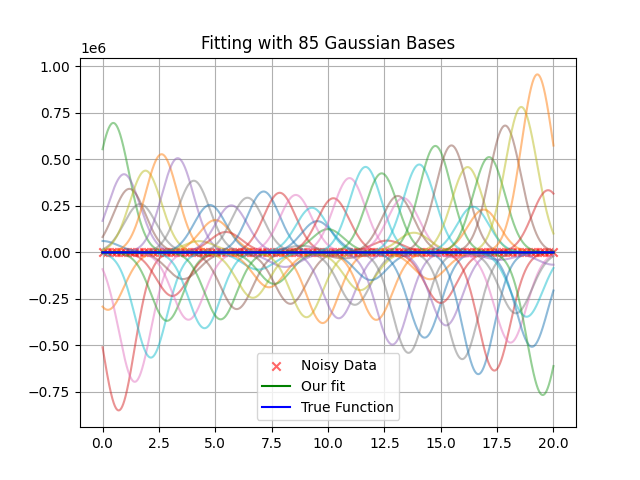 Fitting with 85 Gaussian Bases
1e6
1.00
0.75
0.50
0.25
0.00
−0.25
−0.50
−0.75
Noisy Data
Our fit
True Function
0.0 2.5 5.0 7.5 10.0 12.5 15.0 17.5 20.0